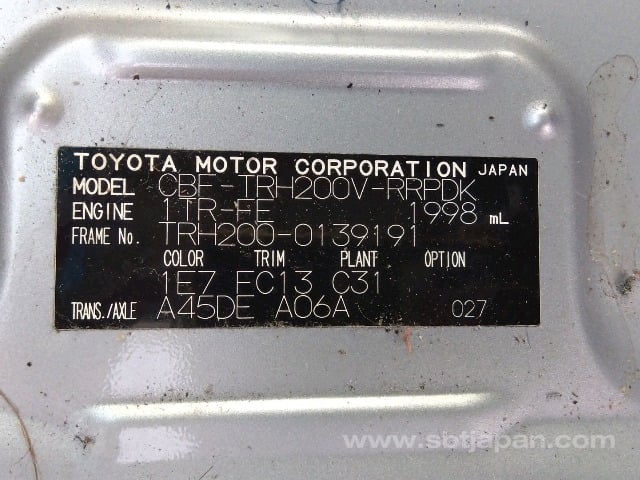 TOYOTA MOTOR CORPORATION JAPAN
MODEL CBF-TRH200V-RRPDK
ENGINE 1TR-FE 1998 mL
FRAME No. TRH200-0139191
COLOR TRIM PLANT OPTION
1E7 FC13 C31
TRANS./AXLE A45DE A06A 027
www.sbtjapan.com